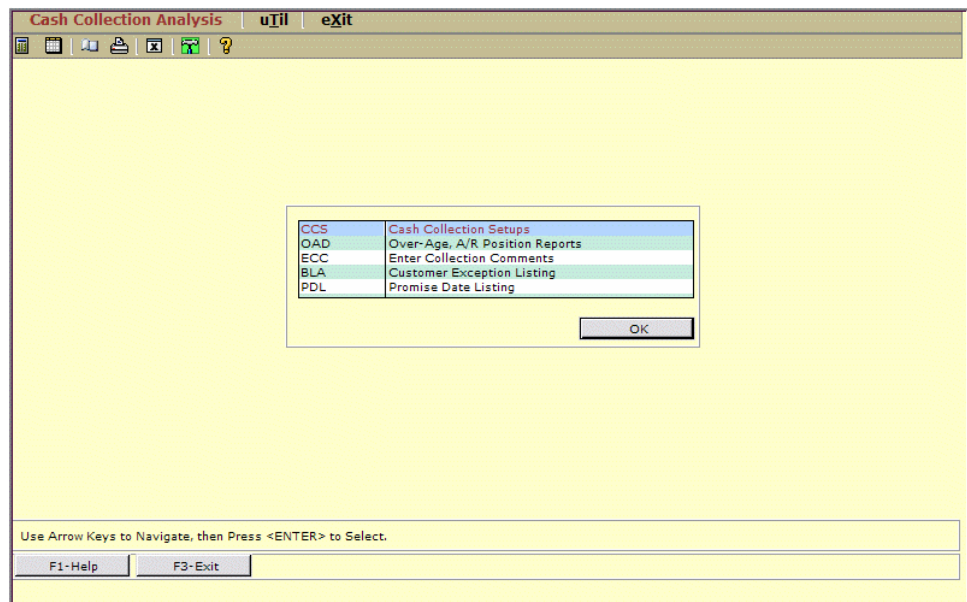 Cash Collection Analysis uTil eXit
CCS Cash Collection Setups
OAD Over-Age, A/R Position Reports
ECC Enter Collection Comments
BLA Customer Exception Listing
PDL Promise Date Listing
OK
Use Arrow Keys to Navigate, then Press <ENTER> to Select.
F1-Help F3-Exit